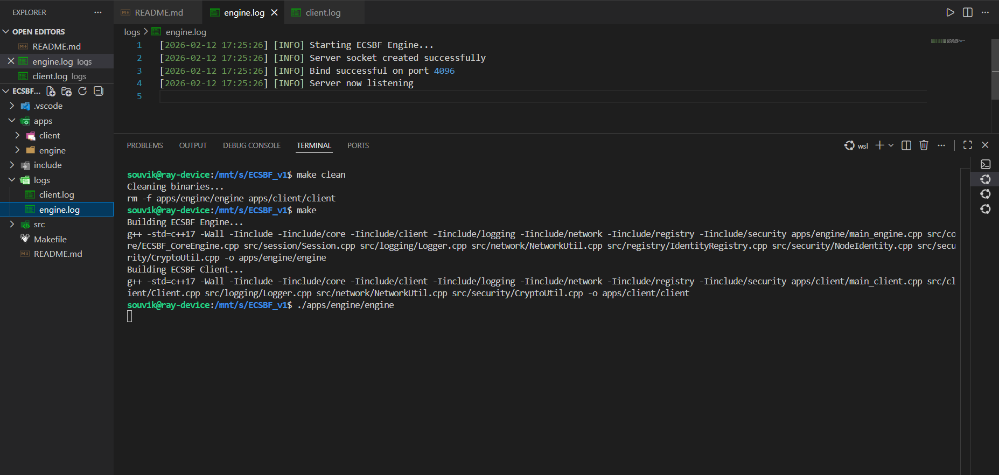 EXPLORER
OPEN EDITORS
README.md
engine.log logs
client.log logs
ECSBF...
.vscode
apps
client
engine
include
logs
client.log
engine.log
src
Makefile
README.md
README.md engine.log client.log
logs engine.log
1 [2026-02-12 17:25:26] [INFO] Starting ECSBF Engine...
2 [2026-02-12 17:25:26] [INFO] Server socket created successfully
3 [2026-02-12 17:25:26] [INFO] Bind successful on port 4096
4 [2026-02-12 17:25:26] [INFO] Server now listening
5
PROBLEMS OUTPUT DEBUG CONSOLE TERMINAL PORTS
wsl
souvik@ray-device:/mnt/s/ECSBF_v1$ make clean
Cleaning binaries...
rm -f apps/engine/engine apps/client/client
souvik@ray-device:/mnt/s/ECSBF_v1$ make
Building ECSBF Engine...
g++ -std=c++17 -Wall -Iinclude -Iinclude/core -Iinclude/client -Iinclude/logging -Iinclude/network -Iinclude/registry -Iinclude/security apps/engine/main_engine.cpp src/co
re/ECSBF_CoreEngine.cpp src/session/Session.cpp src/logging/Logger.cpp src/network/NetworkUtil.cpp src/registry/IdentityRegistry.cpp src/security/NodeIdentity.cpp src/secu
rity/CryptoUtil.cpp -o apps/engine/engine
Building ECSBF Client...
g++ -std=c++17 -Wall -Iinclude -Iinclude/core -Iinclude/client -Iinclude/logging -Iinclude/network -Iinclude/registry -Iinclude/security apps/client/main_client.cpp src/cl
ient/Client.cpp src/logging/Logger.cpp src/network/NetworkUtil.cpp src/security/CryptoUtil.cpp -o apps/client/client
souvik@ray-device:/mnt/s/ECSBF_v1$ ./apps/engine/engine